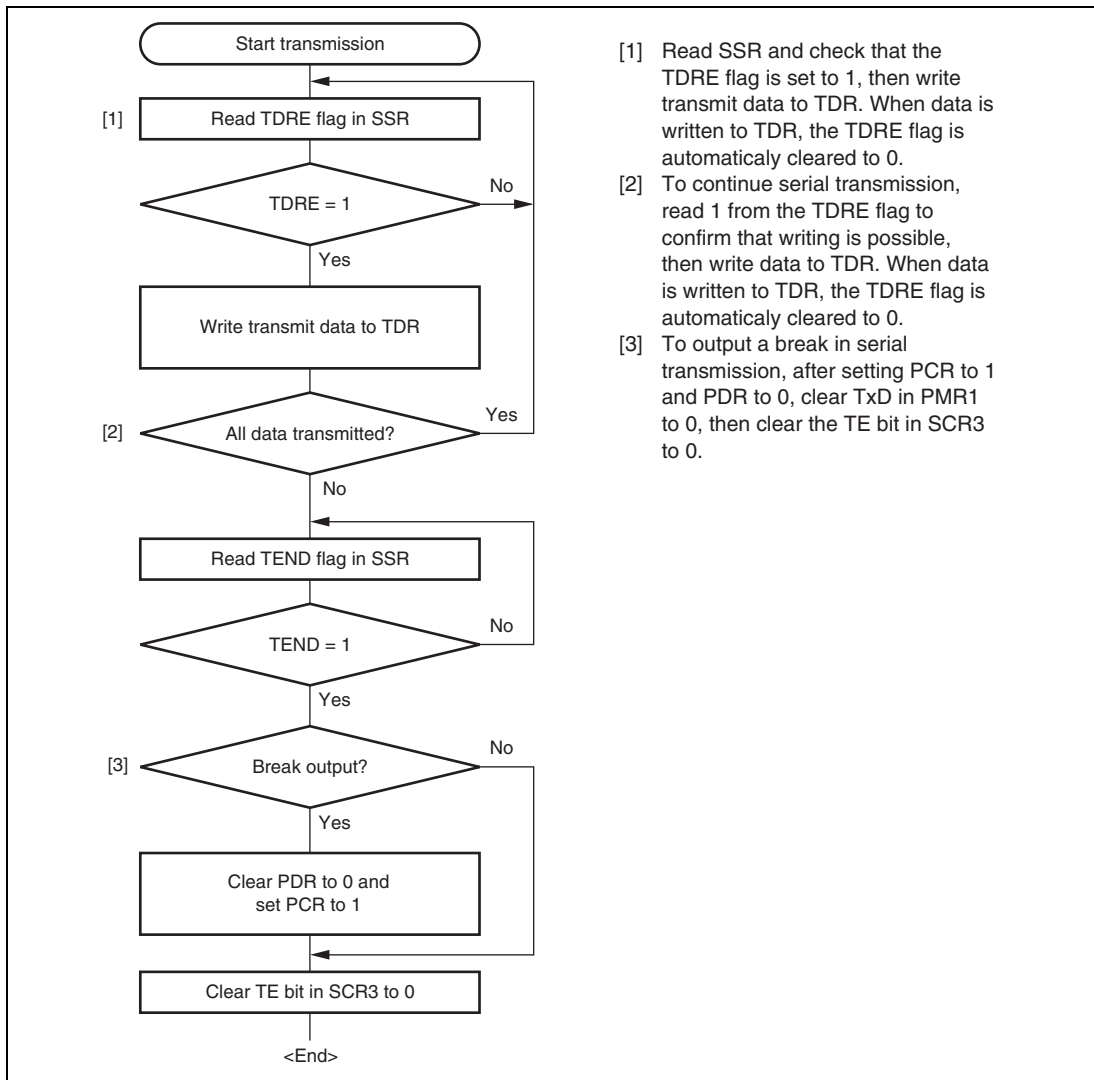 Start transmission
[1] Read TDRE flag in SSR
TDRE = 1
No
Yes
Write transmit data to TDR
[2] All data transmitted?
Yes
No
Read TEND flag in SSR
TEND = 1
No
Yes
[3] Break output?
No
Yes
Clear PDR to 0 and
set PCR to 1
Clear TE bit in SCR3 to 0
<End>
[1] Read SSR and check that the
TDRE flag is set to 1, then write
transmit data to TDR. When data is
written to TDR, the TDRE flag is
automaticaly cleared to 0.
[2] To continue serial transmission,
read 1 from the TDRE flag to
confirm that writing is possible,
then write data to TDR. When data
is written to TDR, the TDRE flag is
automaticaly cleared to 0.
[3] To output a break in serial
transmission, after setting PCR to 1
and PDR to 0, clear TxD in PMR1
to 0, then clear the TE bit in SCR3
to 0.